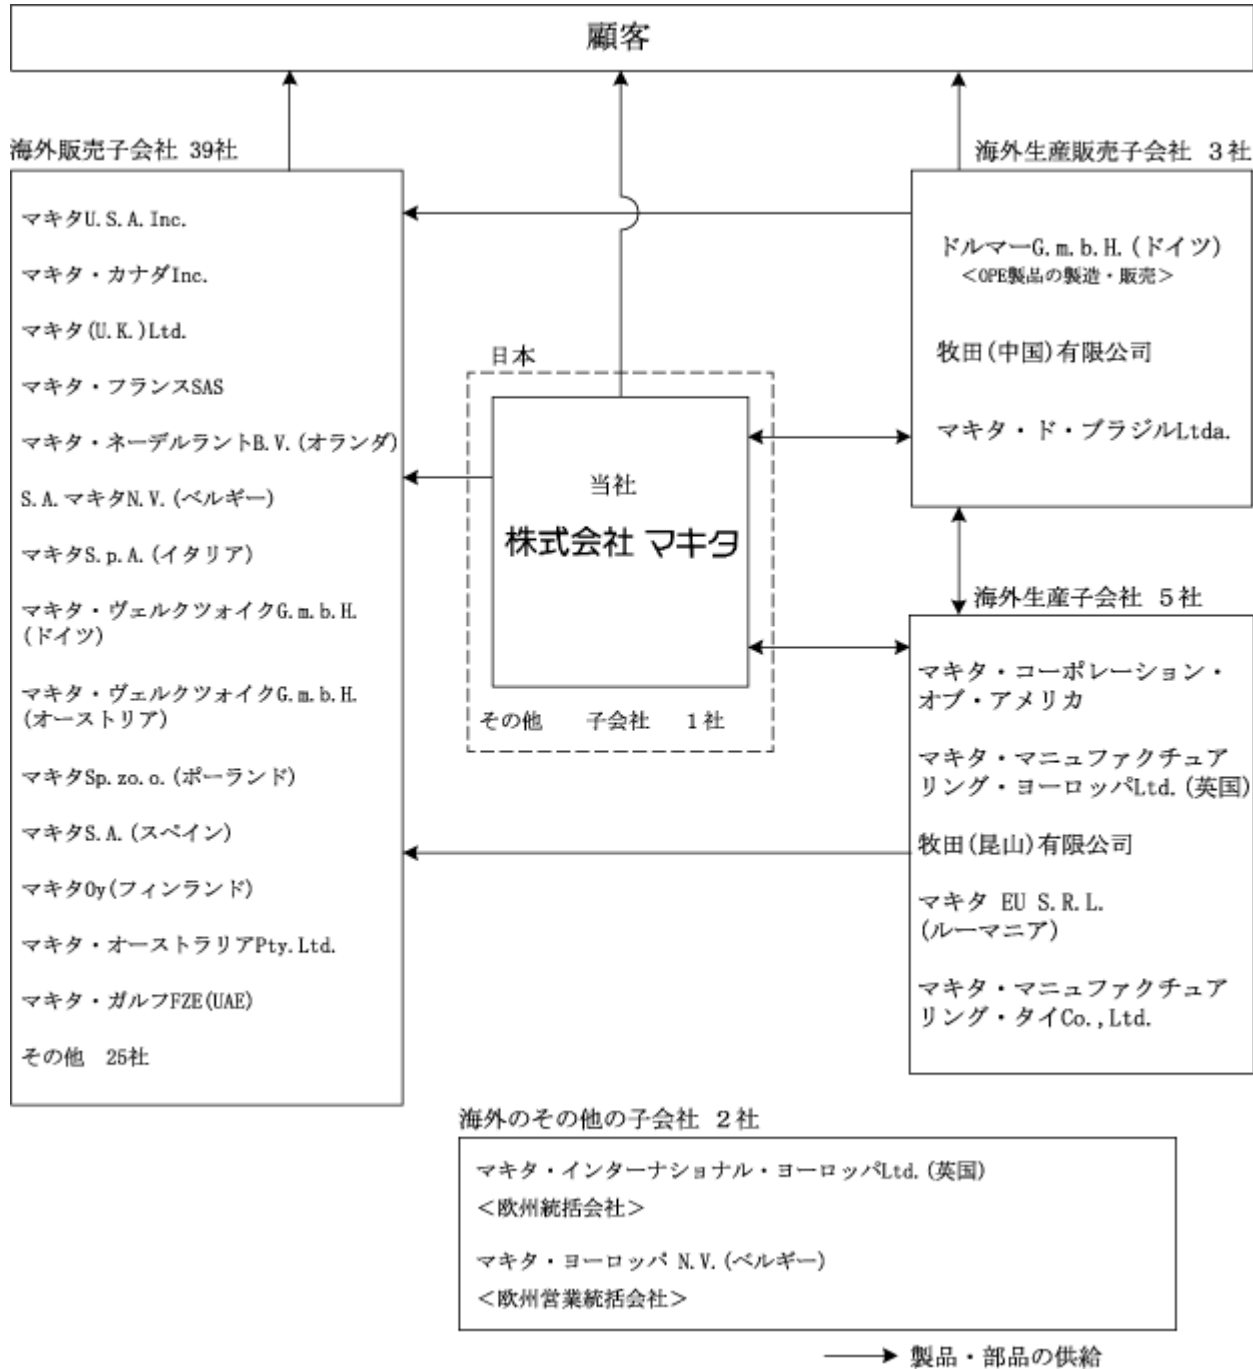 顧客
海外販売子会社 39社
マキタU.S.A.Inc.
マキタ・カナダInc.
マキタ(U.K.)Ltd.
マキタ・フランスSAS
マキタ・ネーデルラントB.V.(オランダ)
S.A.マキタN.V.(ベルギー)
マキタS.p.A.(イタリア)
マキタ・ヴェルクツォイクG.m.b.H.
(ドイツ)
マキタ・ヴェルクツォイクG.m.b.H.
(オーストリア)
マキタSp.zo.o.(ポーランド)
マキタS.A.(スペイン)
マキタOy(フィンランド)
マキタ・オーストラリアPty.Ltd.
マキタ・ガルフFZE(UAE)
その他 25社
日本
当社
株式会社 マキタ
その他 子会社 1社
海外生産販売子会社 3社
ドルマーG.m.b.H.(ドイツ)
<OPE製品の製造・販売>
牧田(中国)有限公司
マキタ・ド・ブラジルLtda.
海外生産子会社 5社
マキタ・コーポレーション・
オブ・アメリカ
マキタ・マニュファクチュア
リング・ヨーロッパLtd.(英国)
牧田(昆山)有限公司
マキタ EU S.R.L.
(ルーマニア)
マキタ・マニュファクチュア
リング・タイCo.,Ltd.
海外のその他の子会社 2社
マキタ・インターナショナル・ヨーロッパLtd.(英国)
<欧州統括会社>
マキタ・ヨーロッパ N.V.(ベルギー)
<欧州営業統括会社>
製品・部品の供給